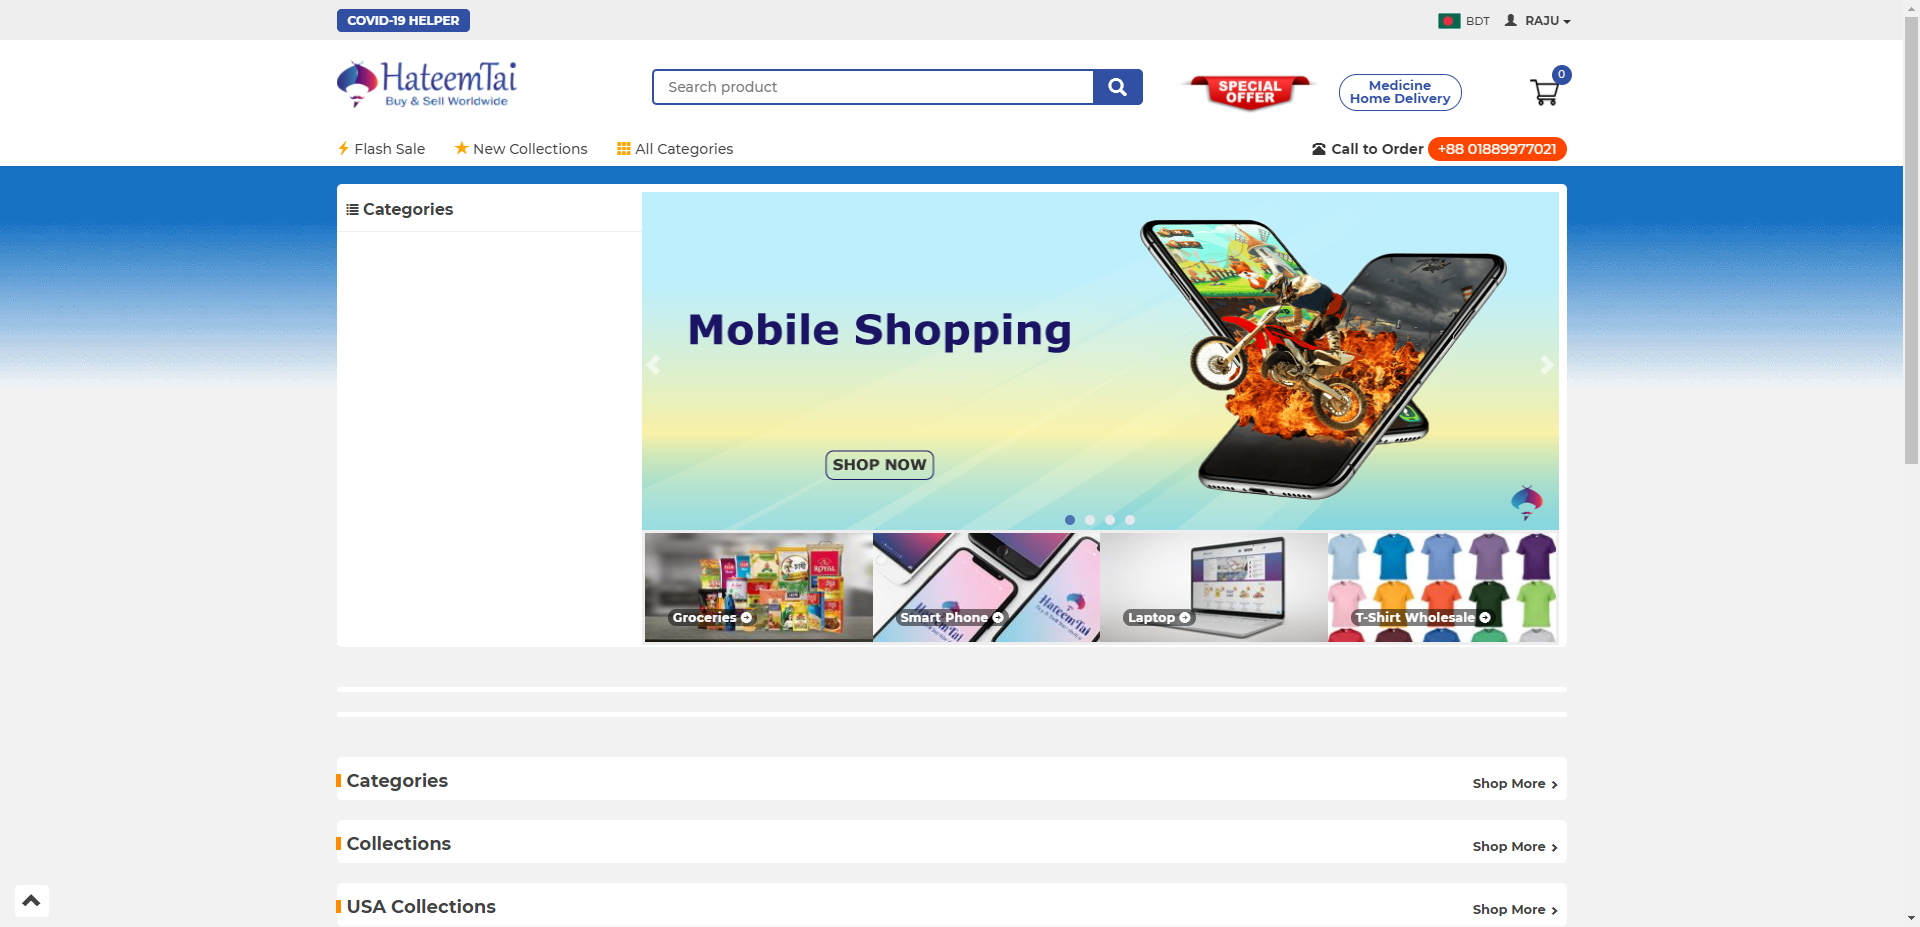 COVID-19 HELPER
BDT
RAJU
HateemTai
Buy & Sell Worldwide
Search product
SPECIAL
OFFER
Medicine
Home Delivery
0
Flash Sale
New Collections
All Categories
Call to Order
+88 01889977021
Categories
Mobile Shopping
SHOP NOW
Groceries
ROYAL
Smart Phone
HateemTai
Laptop
T-Shirt Wholesale
Categories
Shop More
Collections
Shop More
USA Collections
Shop More